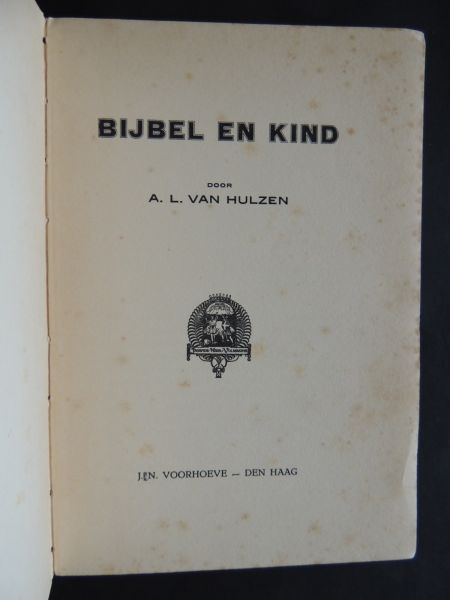 BIJBEL EN KIND
DOOR
A. L. VAN HULZEN
J. N. VOORHOEVE — DEN HAAG